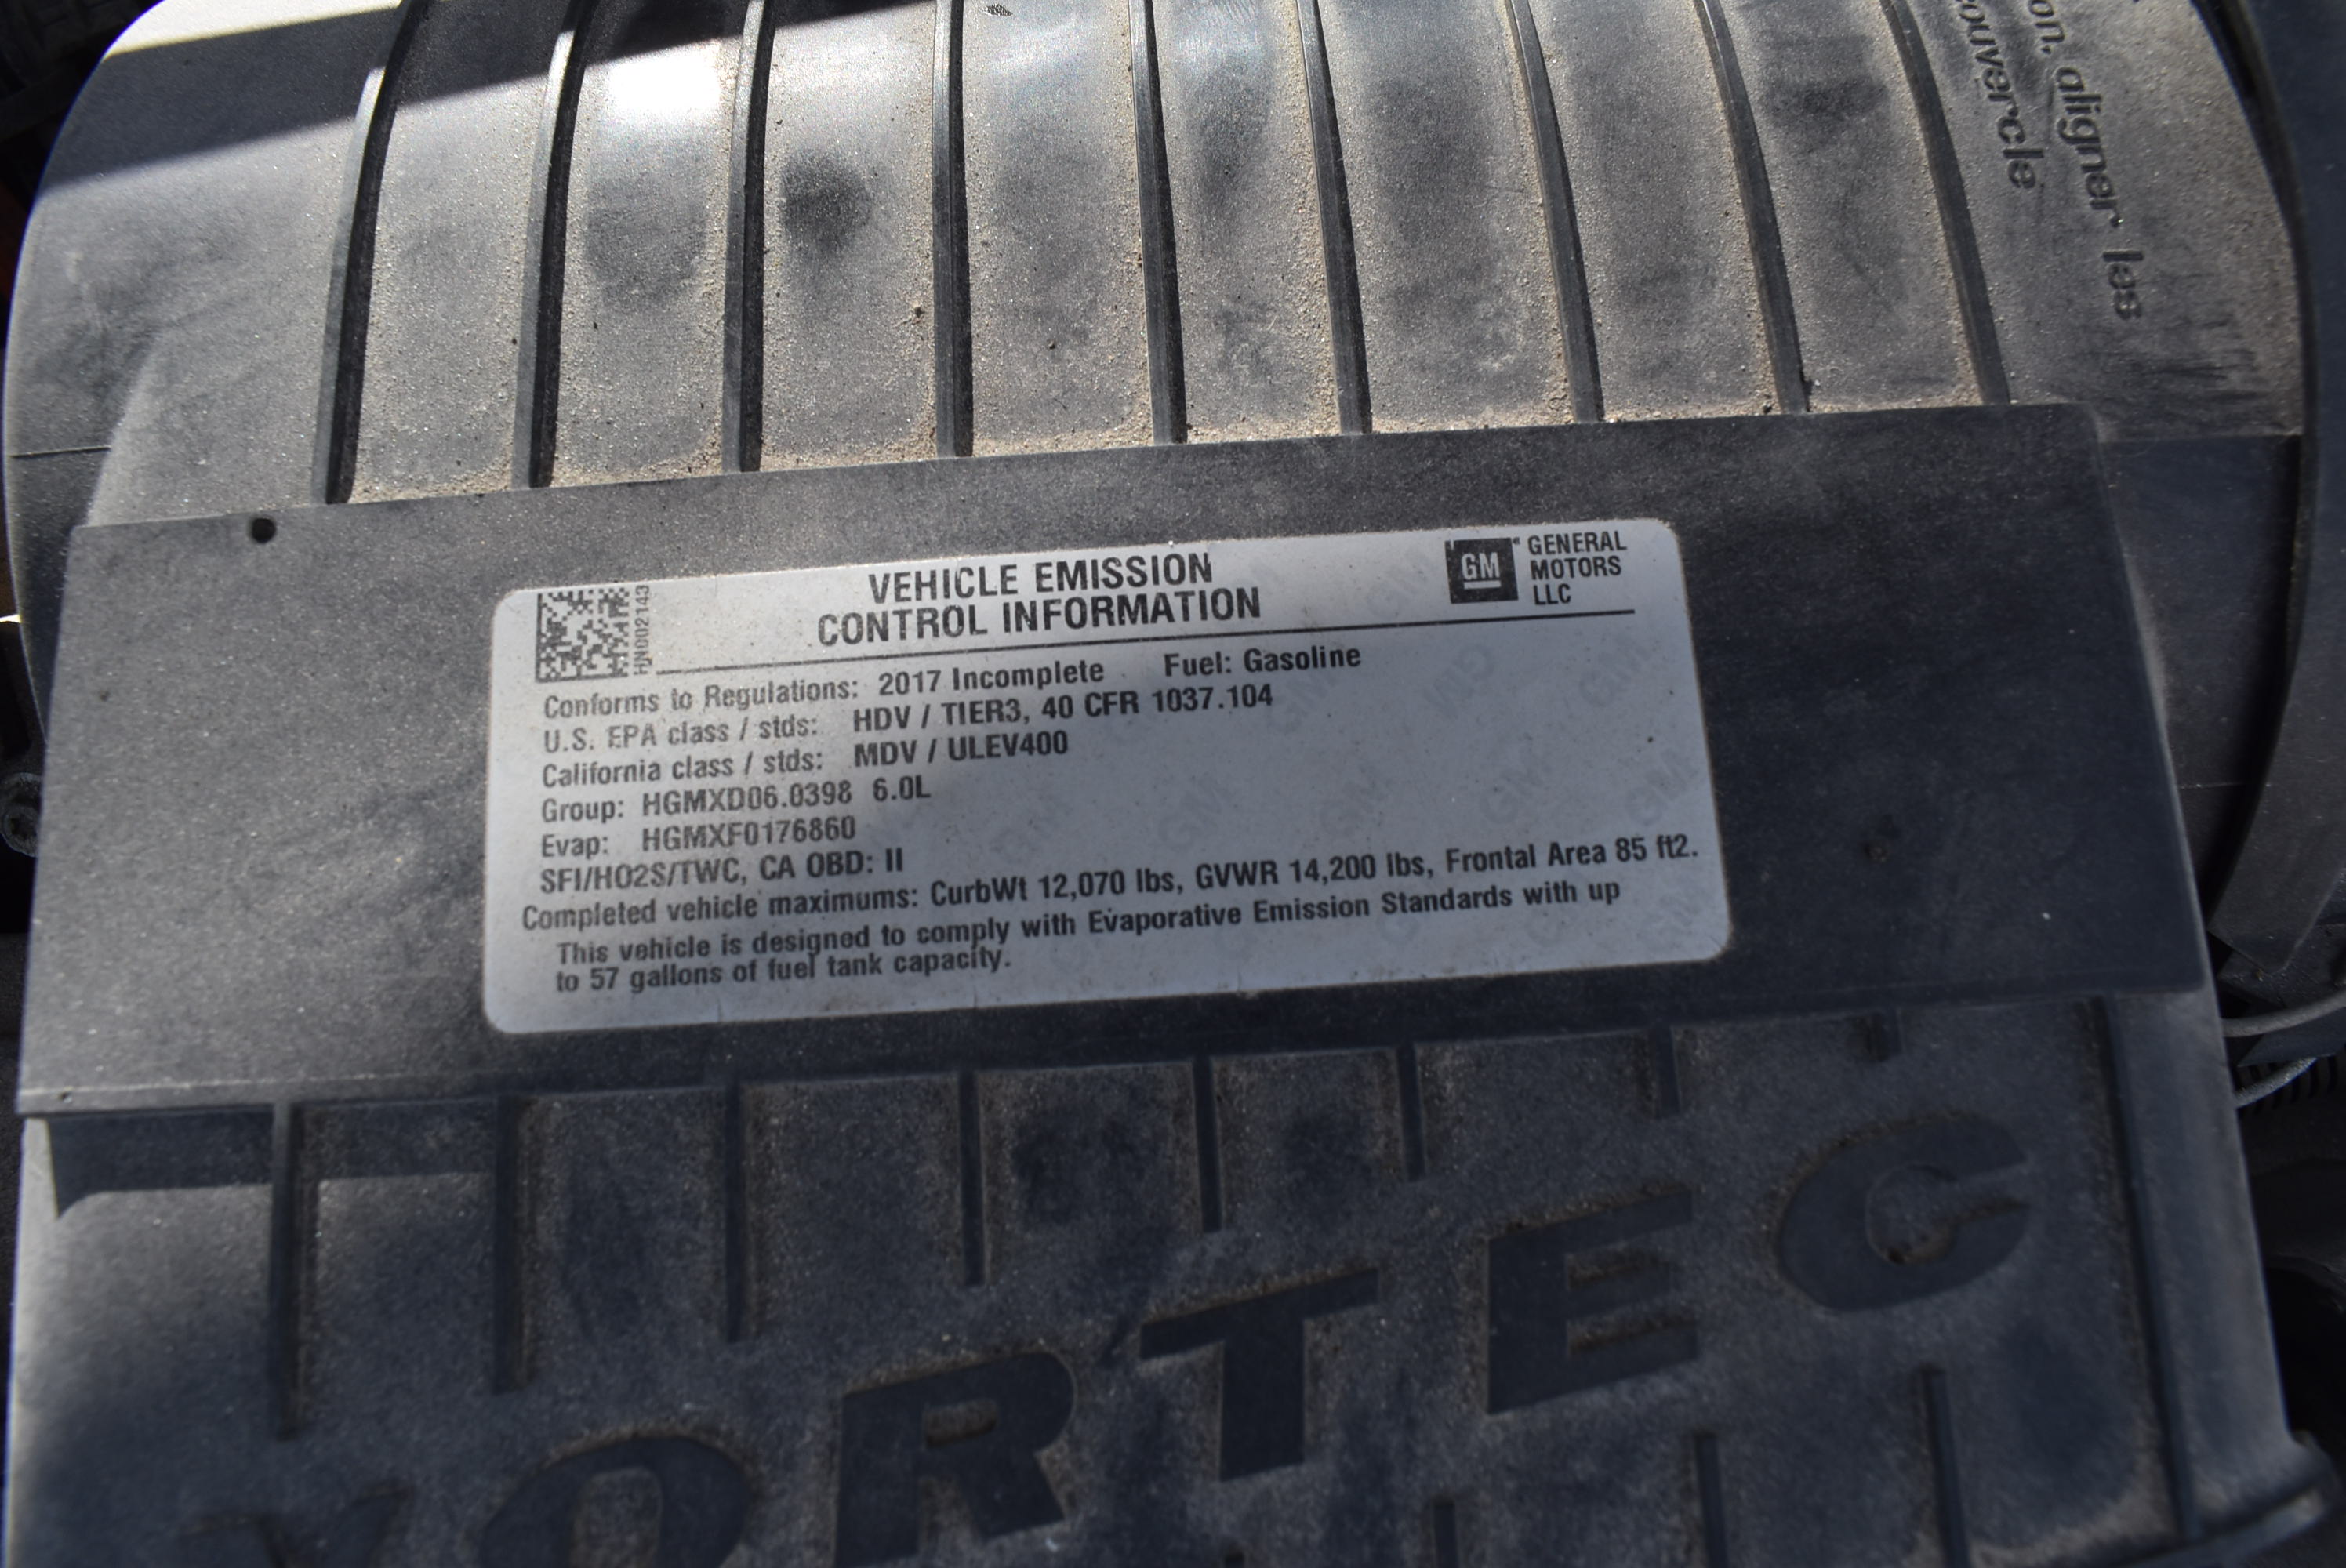 on, aligner les
couvercle
HN002143
VEHICLE EMISSION
CONTROL INFORMATION
GM
GENERAL
MOTORS
LLC
Conforms to Regulations: 2017 Incomplete Fuel: Gasoline
U.S. EPA class / stds: HDV / TIER3, 40 CFR 1037.104
California class / stds: MDV / ULEV400
Group: HGMXD06.0398 6.0L
Evap: HGMXF0176860
SFI/HO2S/TWC, CA OBD: II
Completed vehicle maximums: CurbWt 12,070 lbs, GVWR 14,200 lbs, Frontal Area 85 ft2.
This vehicle is designed to comply with Evaporative Emission Standards with up
to 57 gallons of fuel tank capacity.
VORTEC